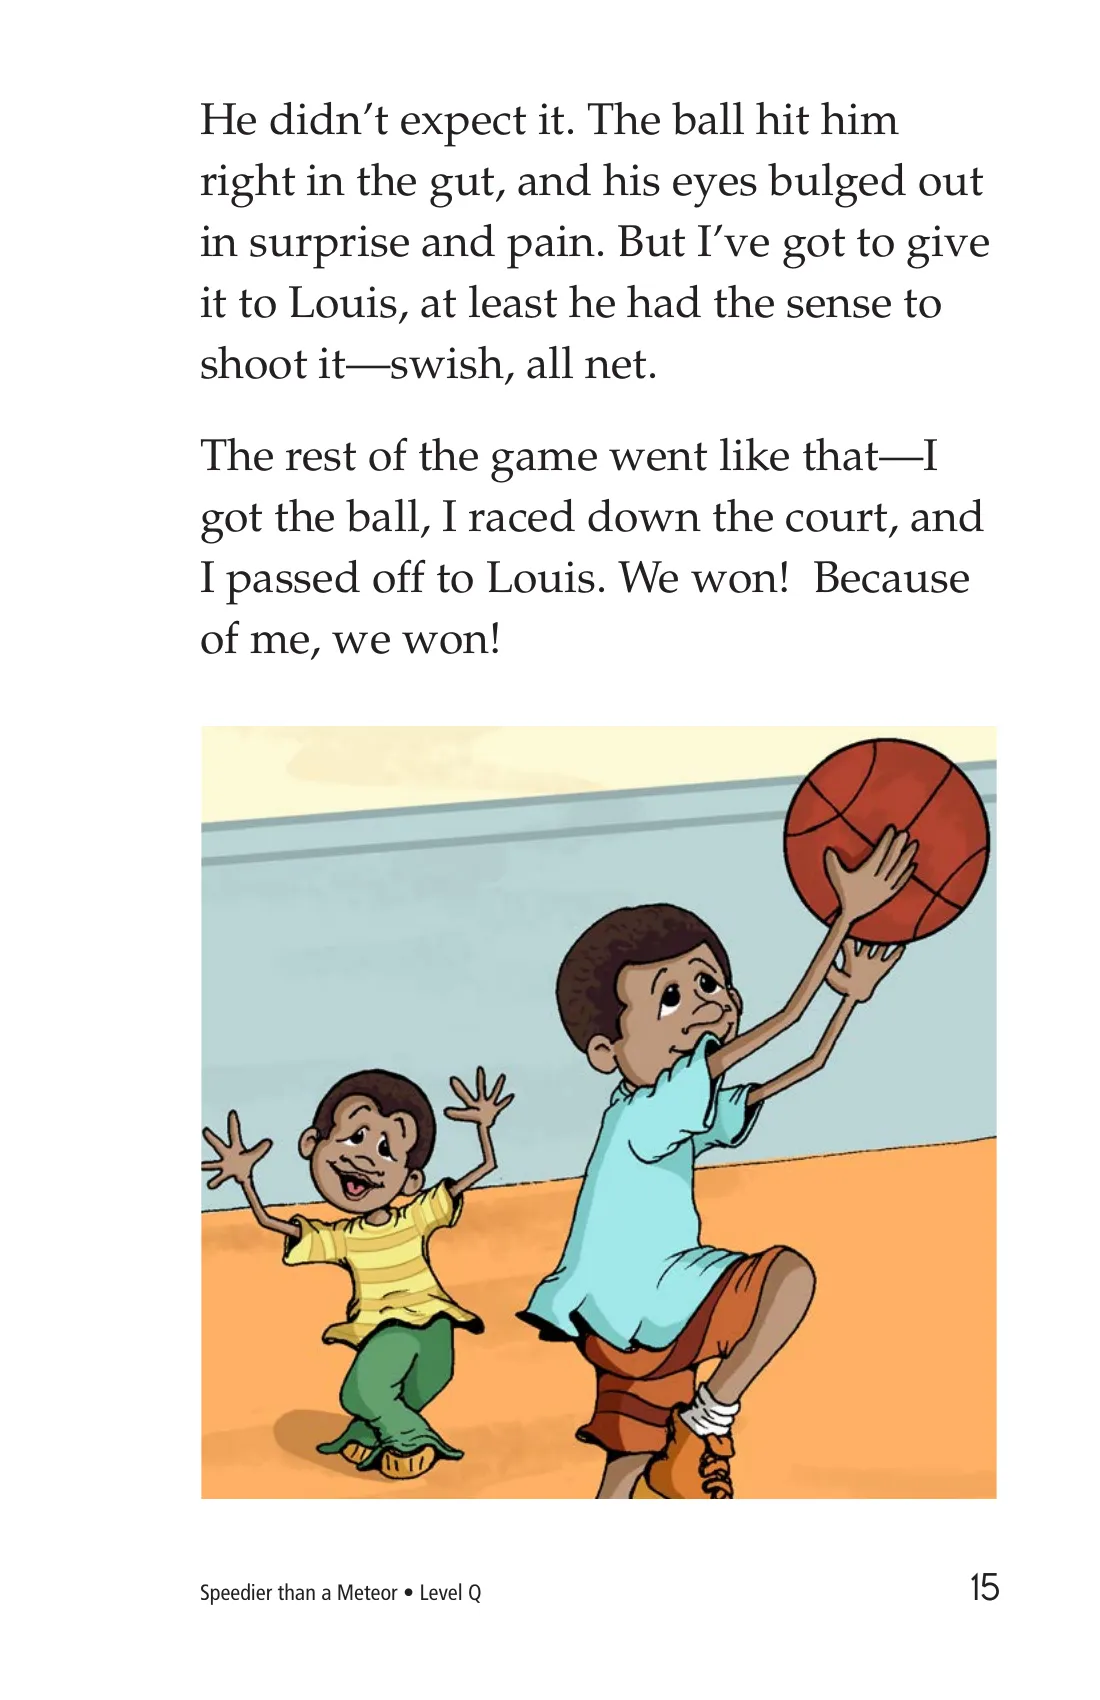 He didn’t expect it. The ball hit him
right in the gut, and his eyes bulged out
in surprise and pain. But I’ve got to give
it to Louis, at least he had the sense to
shoot it—swish, all net.
The rest of the game went like that—I
got the ball, I raced down the court, and
I passed off to Louis. We won!  Because
of me, we won!
Speedier than a Meteor • Level Q
15